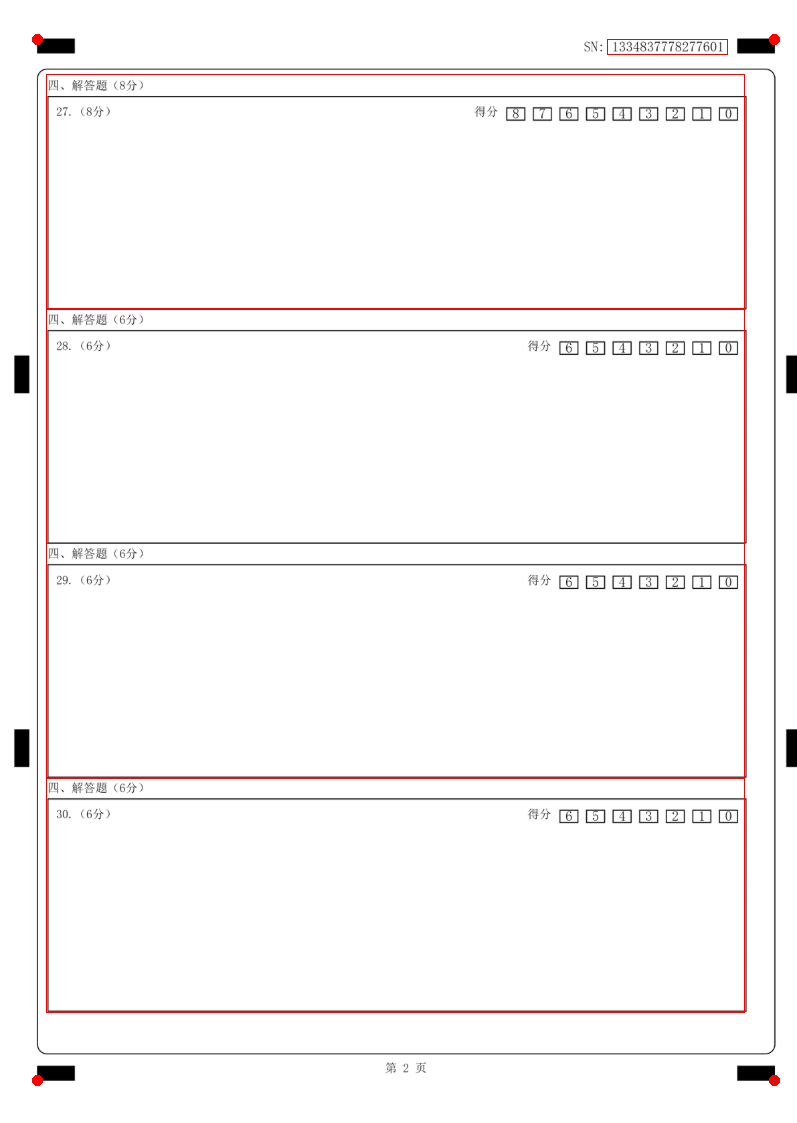 SN: 1334837778277601
四、解答题（8分）
27.（8分） 得分 8 7 6 5 4 3 2 1 0
四、解答题（6分）
28.（6分） 得分 6 5 4 3 2 1 0
四、解答题（6分）
29.（6分） 得分 6 5 4 3 2 1 0
四、解答题（6分）
30.（6分） 得分 6 5 4 3 2 1 0
第 2 页